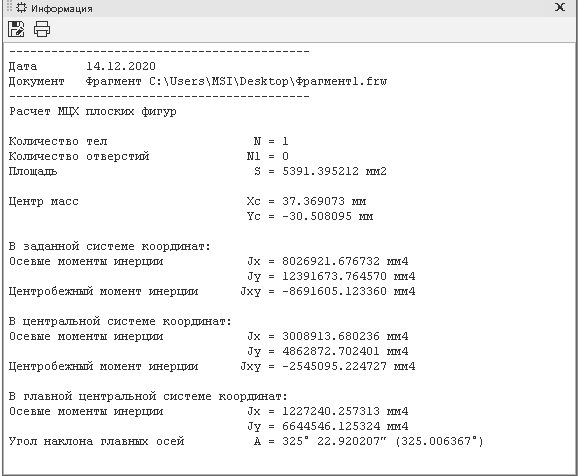 Информация
Дата 14.12.2020
Документ Фрагмент C:\Users\MSI\Desktop\Фрагмент1.frw
Расчет МЦХ плоских фигур
Количество тел N = 1
Количество отверстий N1 = 0
Площадь S = 5391.395212 мм2
Центр масс Xc = 37.369073 мм
Yc = -30.508095 мм
В заданной системе координат:
Осевые моменты инерции Jx = 8026921.676732 мм4
Jy = 12391673.764570 мм4
Центробежный момент инерции Jxy = -8691605.123360 мм4
В центральной системе координат:
Осевые моменты инерции Jx = 3008913.680236 мм4
Jy = 4862872.702401 мм4
Центробежный момент инерции Jxy = -2545095.224727 мм4
В главной центральной системе координат:
Осевые моменты инерции Jx = 1227240.257313 мм4
Jy = 6644546.125324 мм4
Угол наклона главных осей A = 325° 22.920207" (325.006367°)